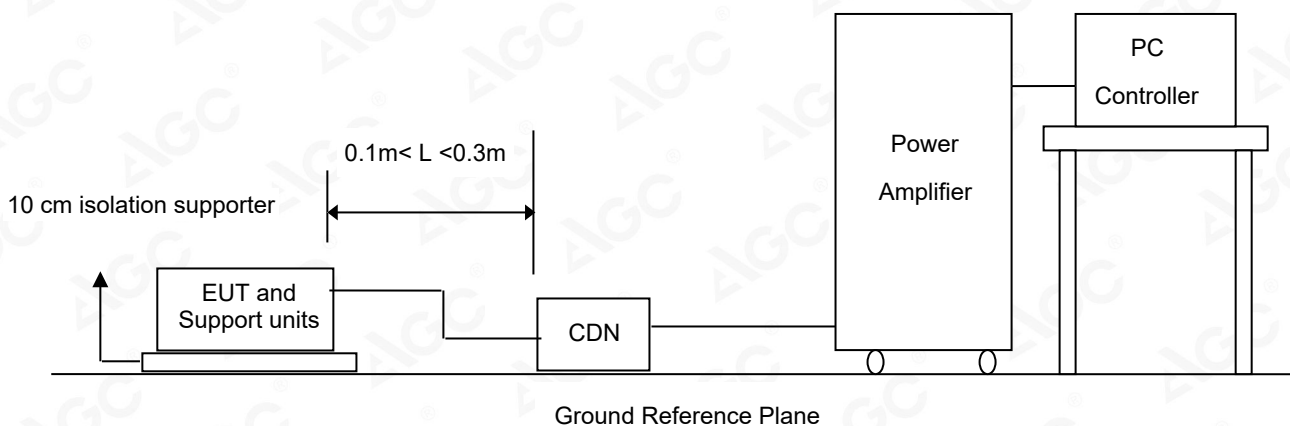 PC
Controller
0.1m< L <0.3m
Power
Amplifier
10 cm isolation supporter
EUT and
Support units
CDN
Ground Reference Plane
AGC